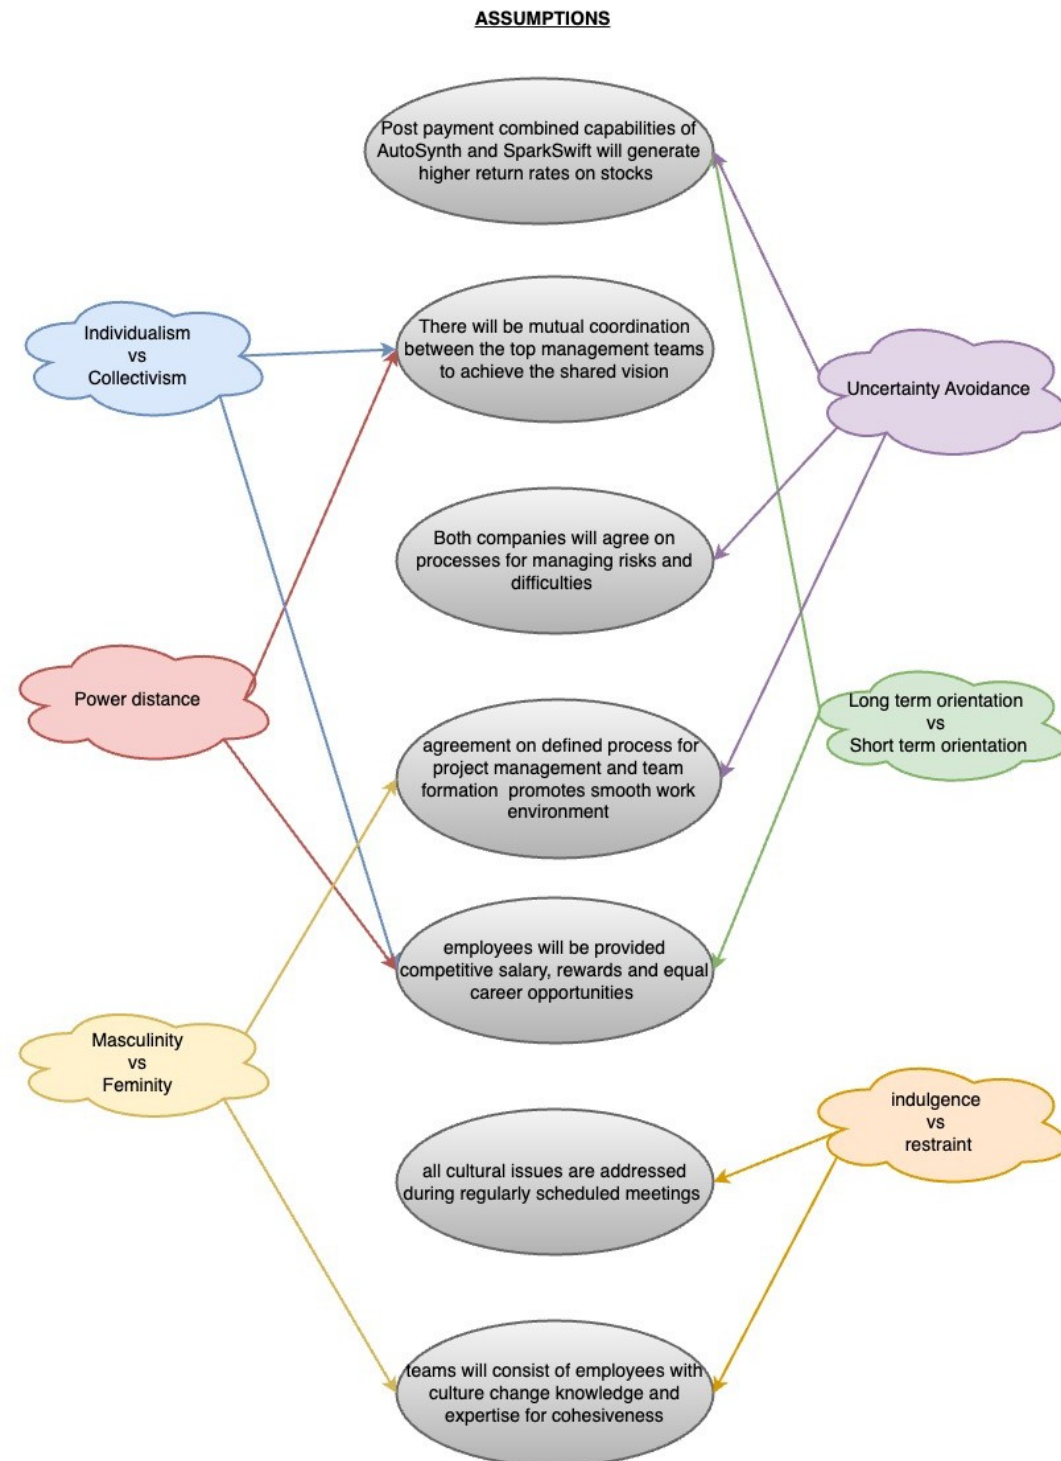 ASSUMPTIONS
Post payment combined capabilities of
AutoSynth and SparkSwift will generate
higher return rates on stocks
Individualism
vs
Collectivism
There will be mutual coordination
between the top management teams
to achieve the shared vision
Uncertainty Avoidance
Both companies will agree on
processes for managing risks and
difficulties
Power distance
Long term orientation
vs
Short term orientation
agreement on defined process for
project management and team
formation promotes smooth work
environment
employees will be provided
competitive salary, rewards and equal
career opportunities
Masculinity
vs
Feminity
indulgence
vs
restraint
all cultural issues are addressed
during regularly scheduled meetings
teams will consist of employees with
culture change knowledge and
expertise for cohesiveness